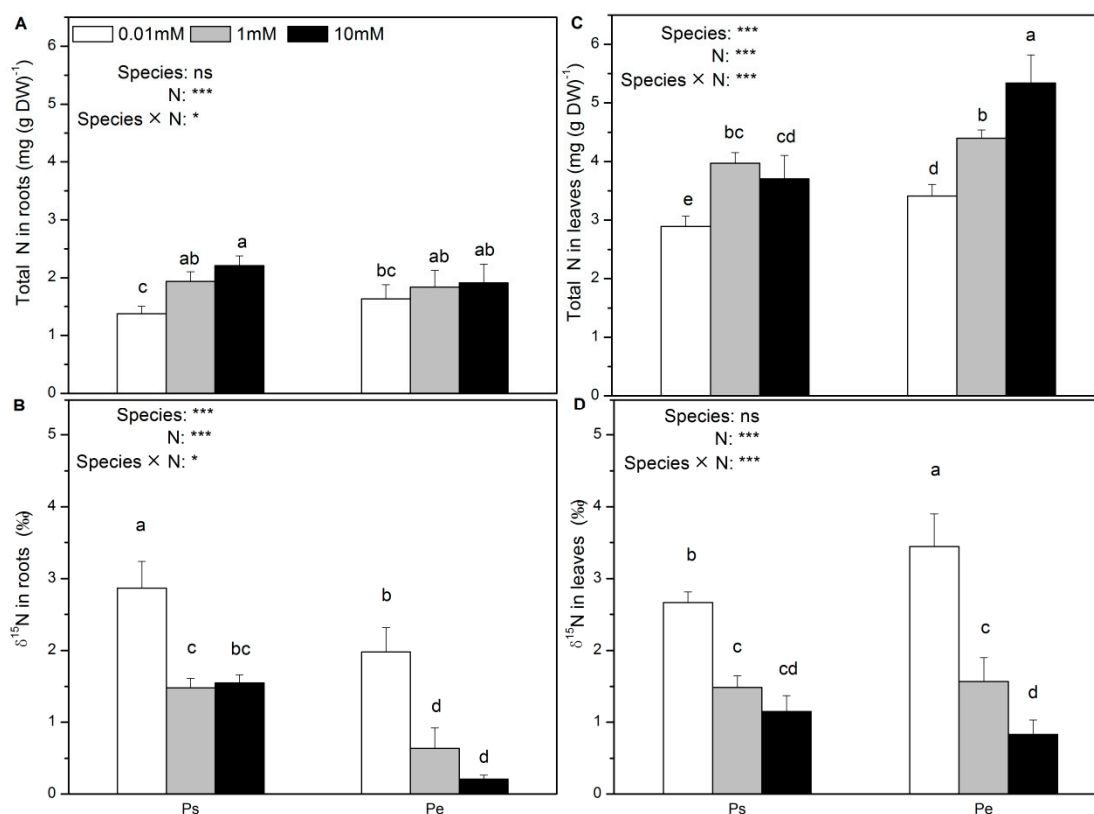 A
0.01mM 1mM 10mM
Species: ns
N: ***
Species × N: *
Total N in roots (mg (g DW)⁻¹)
6
5
4
3
2
1
0
c ab a bc ab ab
C
Species: ***
N: ***
Species × N: ***
Total N in leaves (mg (g DW)⁻¹)
6
5
4
3
2
1
0
e bc cd d b a
B
Species: ***
N: ***
Species × N: *
δ¹⁵N in roots (‰)
5
4
3
2
1
0
a c bc b d d
Ps Pe
D
Species: ns
N: ***
Species × N: ***
δ¹⁵N in leaves (‰)
5
4
3
2
1
0
b c cd a c d
Ps Pe